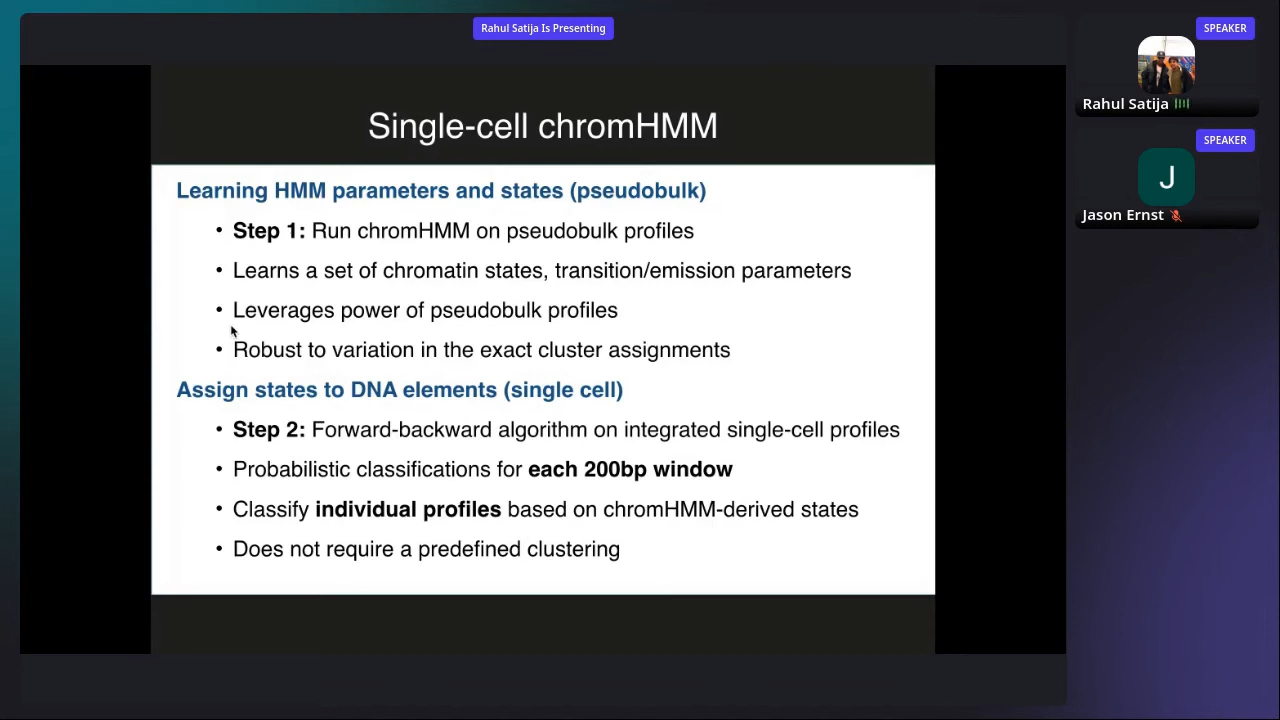 Rahul Satija Is Presenting
SPEAKER
Rahul Satija
SPEAKER
J
Jason Ernst
Single-cell chromHMM
Learning HMM parameters and states (pseudobulk)
• Step 1: Run chromHMM on pseudobulk profiles
• Learns a set of chromatin states, transition/emission parameters
• Leverages power of pseudobulk profiles
• Robust to variation in the exact cluster assignments
Assign states to DNA elements (single cell)
• Step 2: Forward-backward algorithm on integrated single-cell profiles
• Probabilistic classifications for each 200bp window
• Classify individual profiles based on chromHMM-derived states
• Does not require a predefined clustering